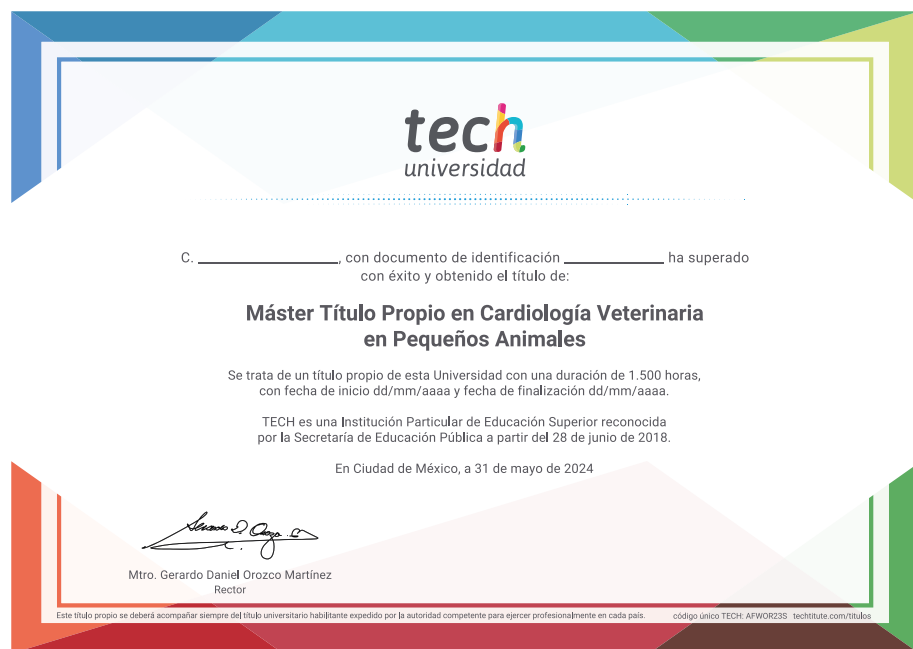 tech
universidad
C. ____________________, con documento de identificación ______________ ha superado
con éxito y obtenido el título de:
Máster Título Propio en Cardiología Veterinaria
en Pequeños Animales
Se trata de un título propio de esta Universidad con una duración de 1.500 horas,
con fecha de inicio dd/mm/aaaa y fecha de finalización dd/mm/aaaa.
TECH es una Institución Particular de Educación Superior reconocida
por la Secretaría de Educación Pública a partir del 28 de junio de 2018.
En Ciudad de México, a 31 de mayo de 2024
Mtro. Gerardo Daniel Orozco Martínez
Rector
Este título propio se deberá acompañar siempre del título universitario habilitante expedido por la autoridad competente para ejercer profesionalmente en cada país. código único TECH: AFWOR23S techtitute.com/titulos